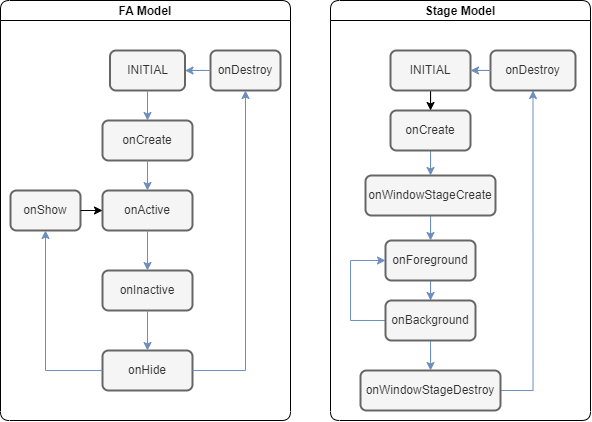 FA Model
INITIAL
onDestroy
onCreate
onShow
onActive
onInactive
onHide
Stage Model
INITIAL
onDestroy
onCreate
onWindowStageCreate
onForeground
onBackground
onWindowStageDestroy